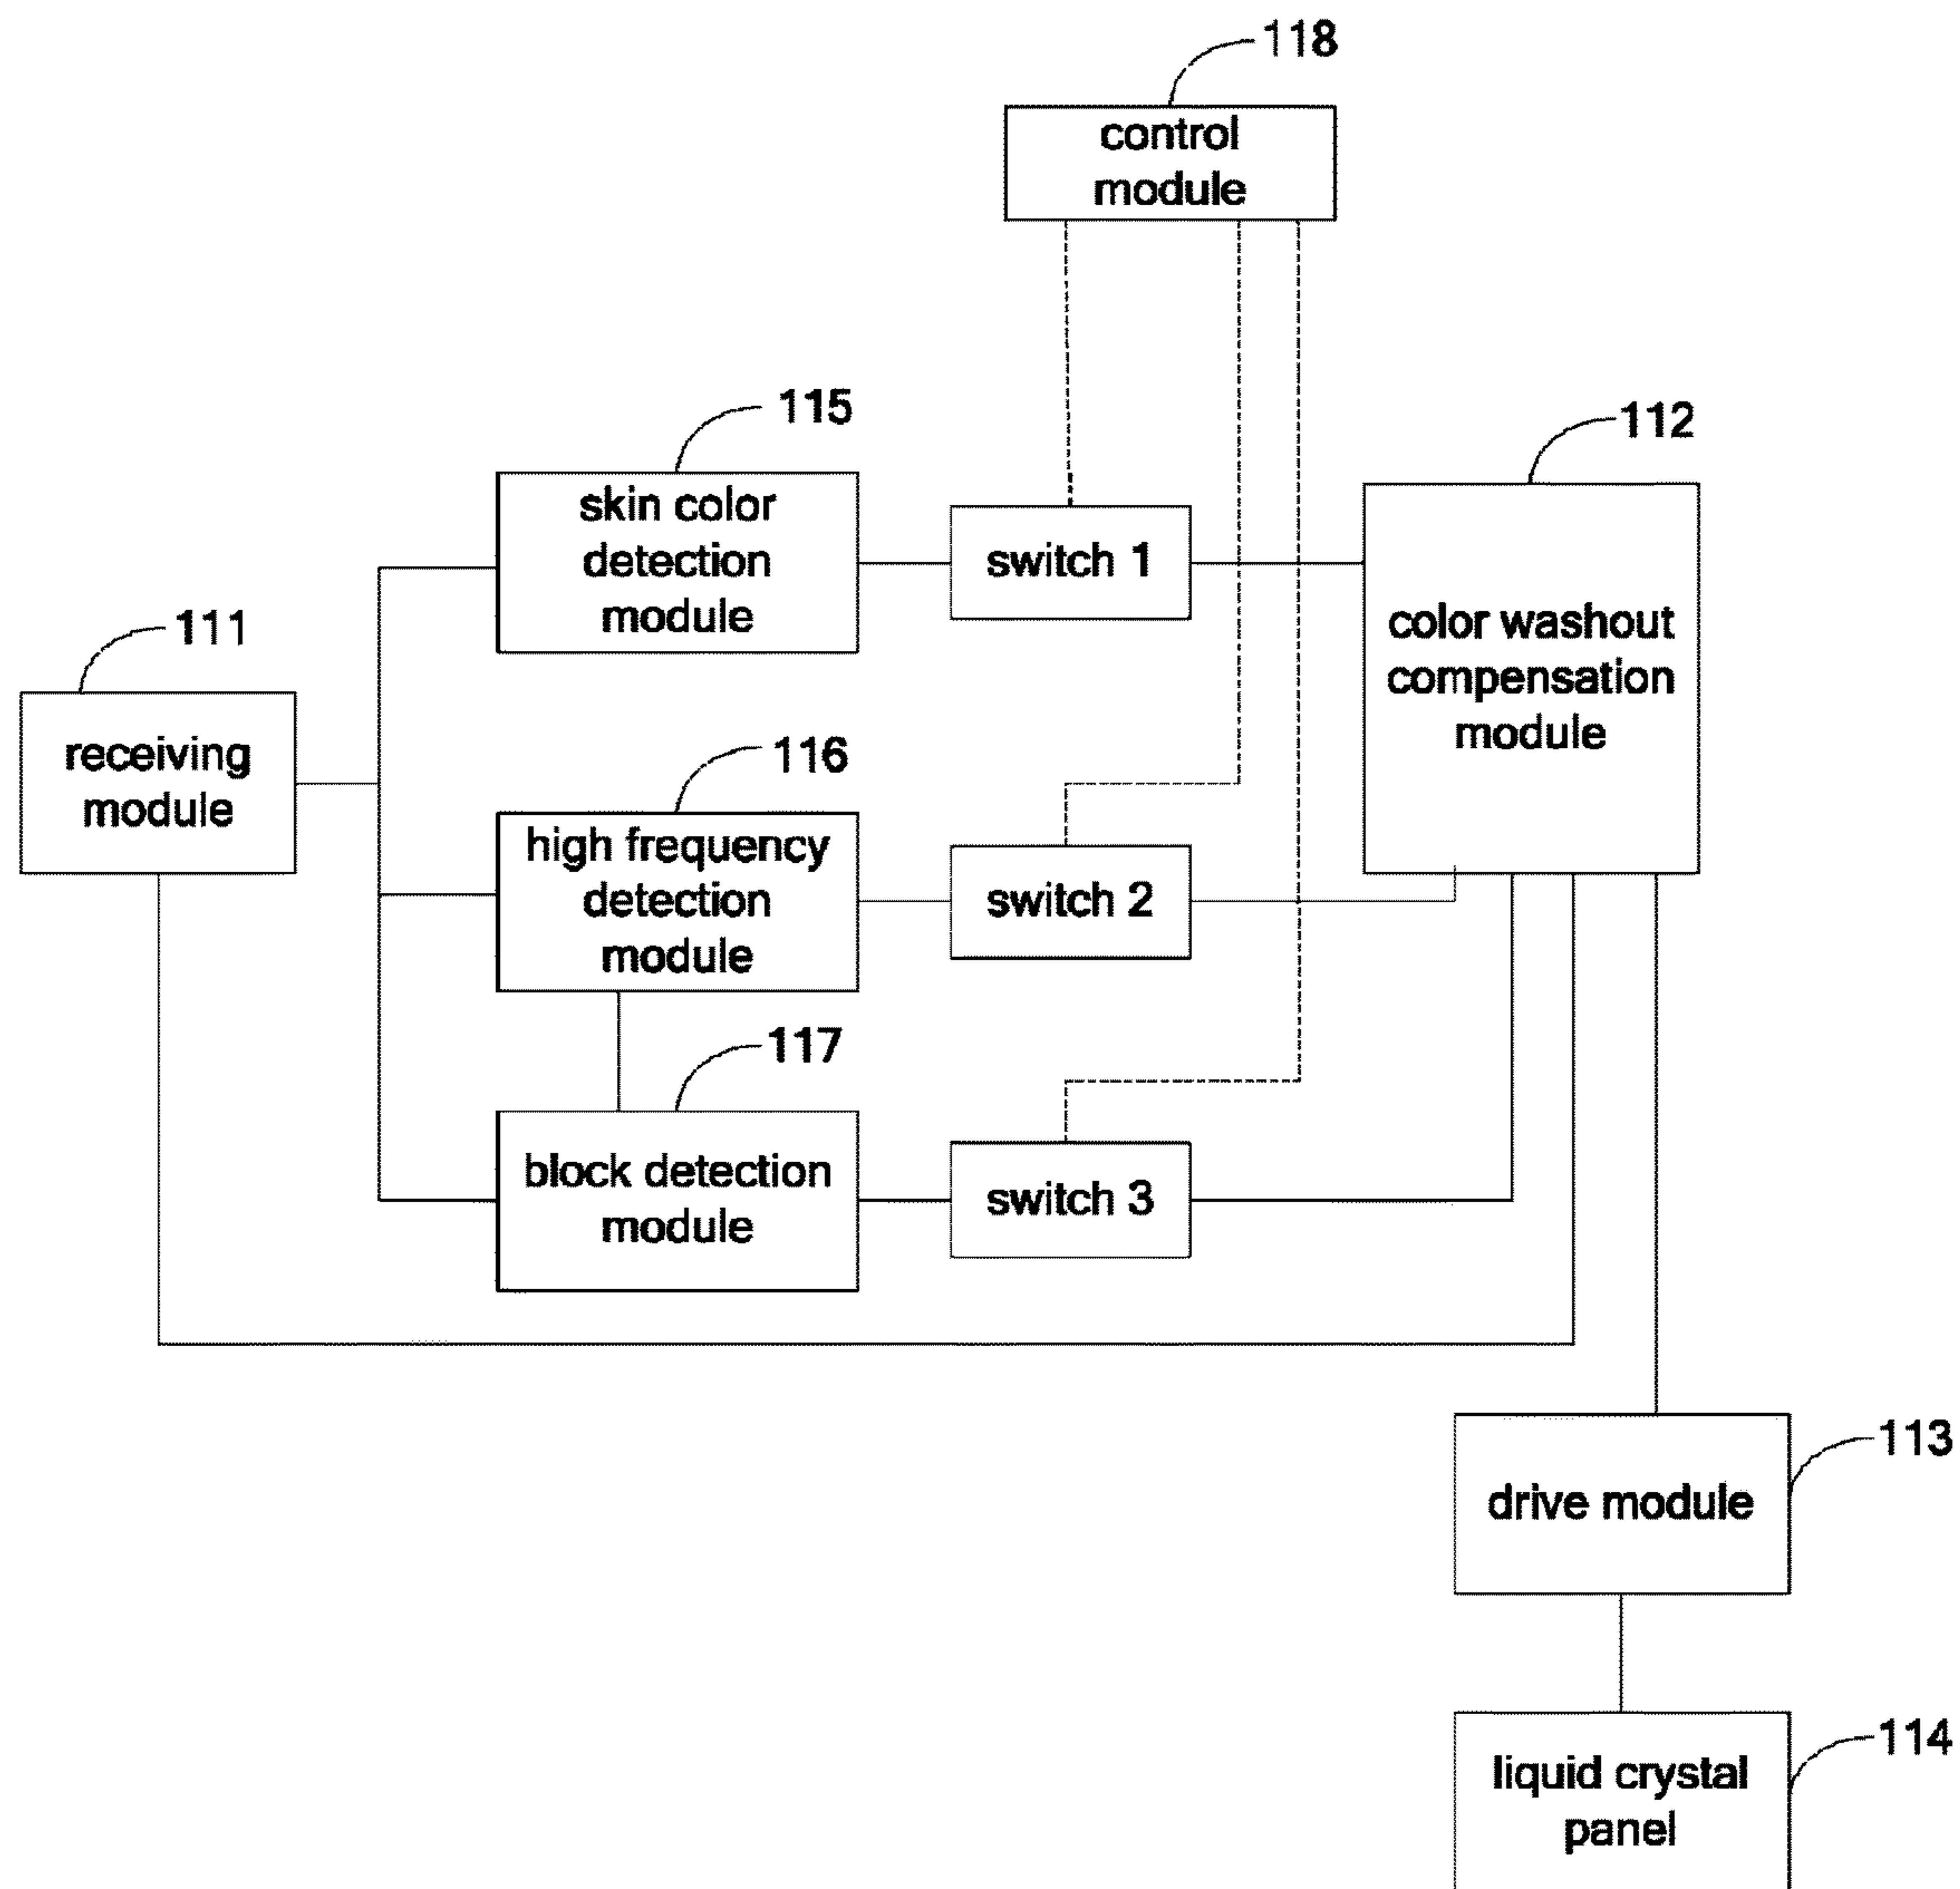 118
control
module
115
skin color
detection
module
switch 1
112
color washout
compensation
module
111
receiving
module
116
high frequency
detection
module
switch 2
117
block detection
module
switch 3
113
drive module
114
liquid crystal
panel